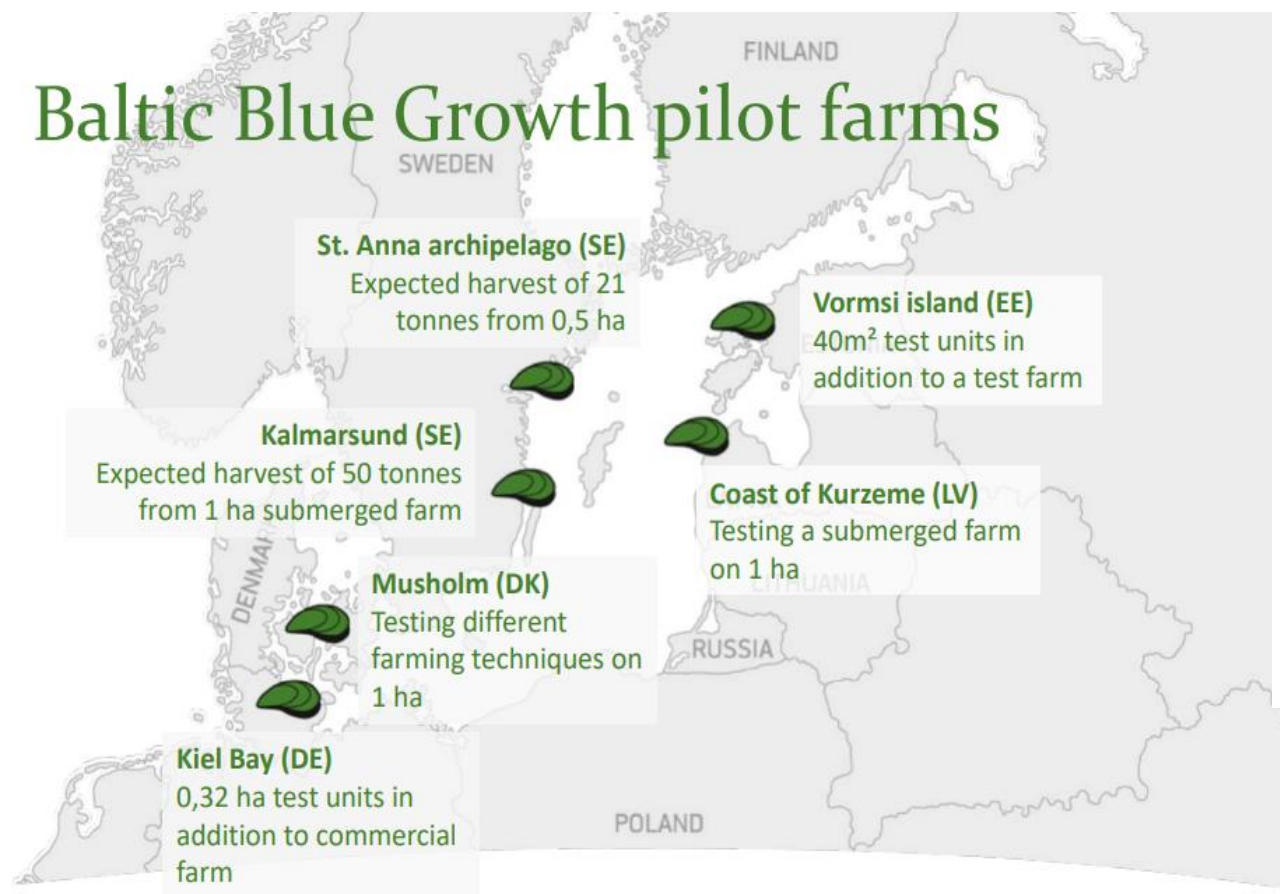 FINLAND
Baltic Blue Growth pilot farms
SWEDEN
St. Anna archipelago (SE)
Expected harvest of 21
tonnes from 0,5 ha
Vormsi island (EE)
40m² test units in
addition to a test farm
Kalmarsund (SE)
Expected harvest of 50 tonnes
from 1 ha submerged farm
Coast of Kurzeme (LV)
Testing a submerged farm
on 1 ha
LITHUANIA
DENMARK
Musholm (DK)
Testing different
farming techniques on
1 ha
RUSSIA
Kiel Bay (DE)
0,32 ha test units in
addition to commercial
farm
POLAND